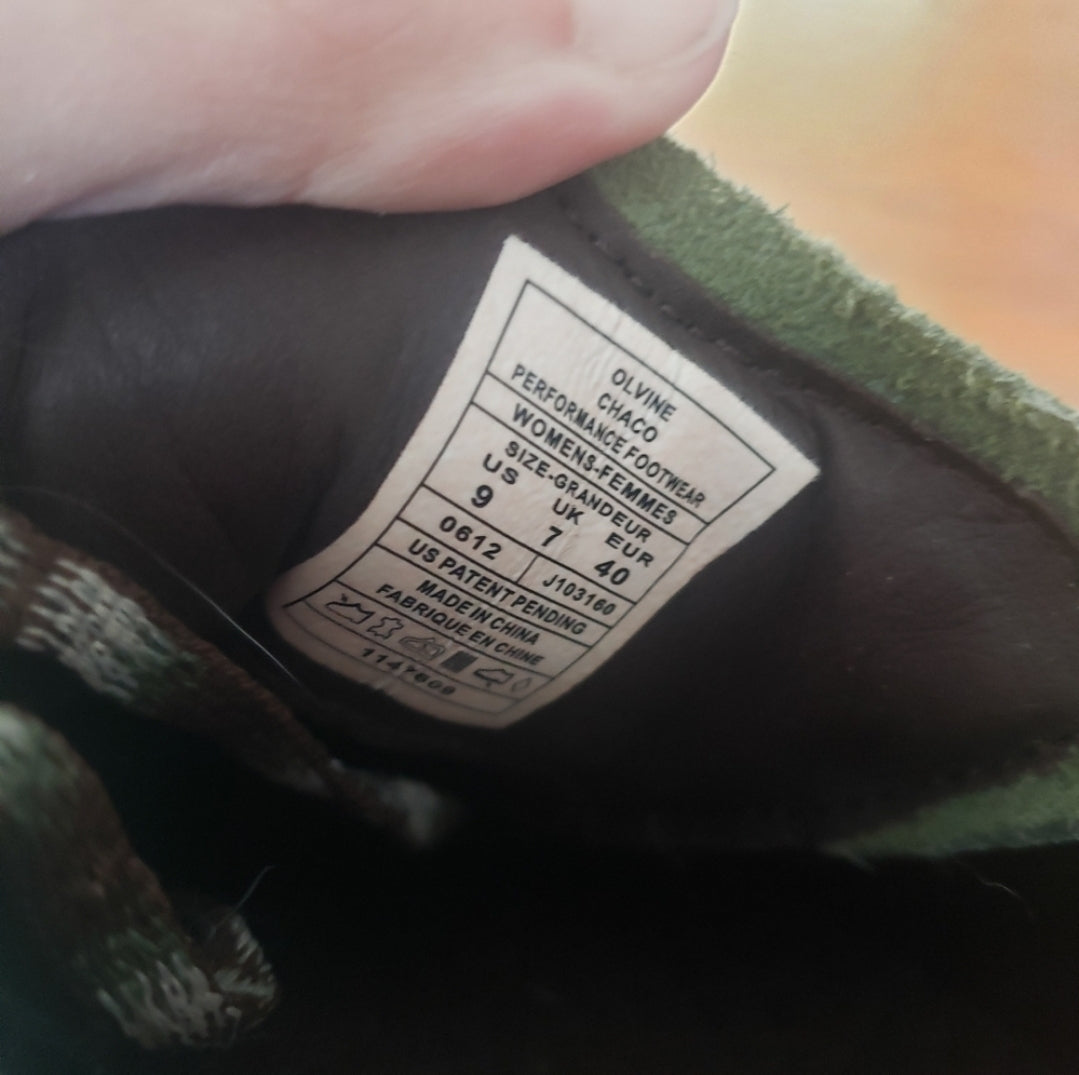 OLVINE
CHACO
PERFORMANCE FOOTWEAR
WOMENS-FEMMES
SIZE-GRANDEUR
US UK EUR
9 7 40
0612 J103160
US PATENT PENDING
MADE IN CHINA
FABRIQUE EN CHINE